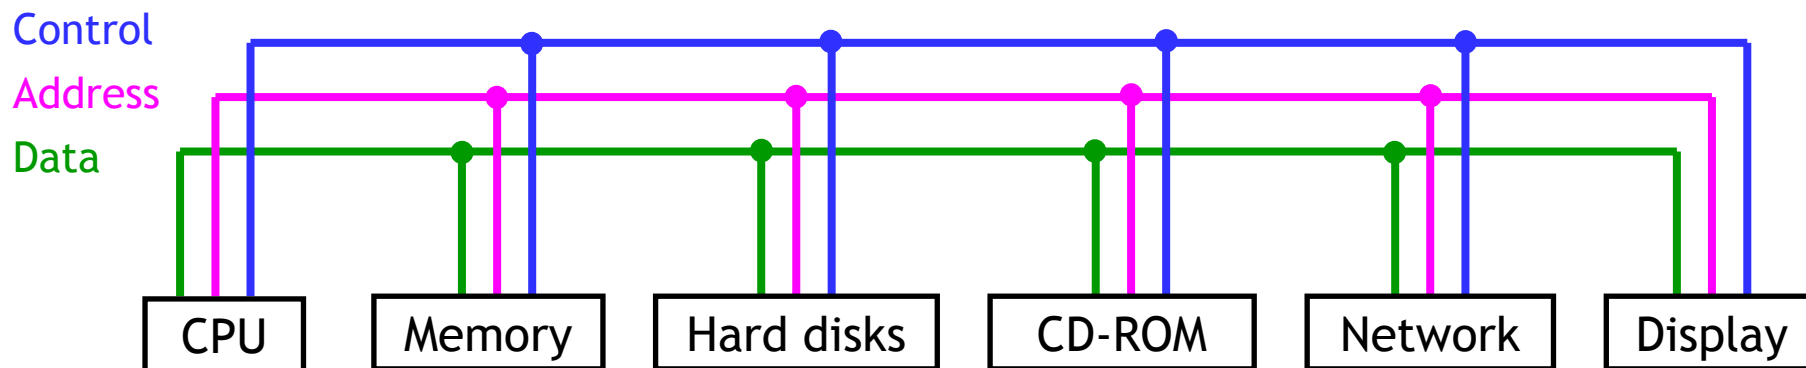 Control
Address
Data
CPU
Memory
Hard disks
CD-ROM
Network
Display